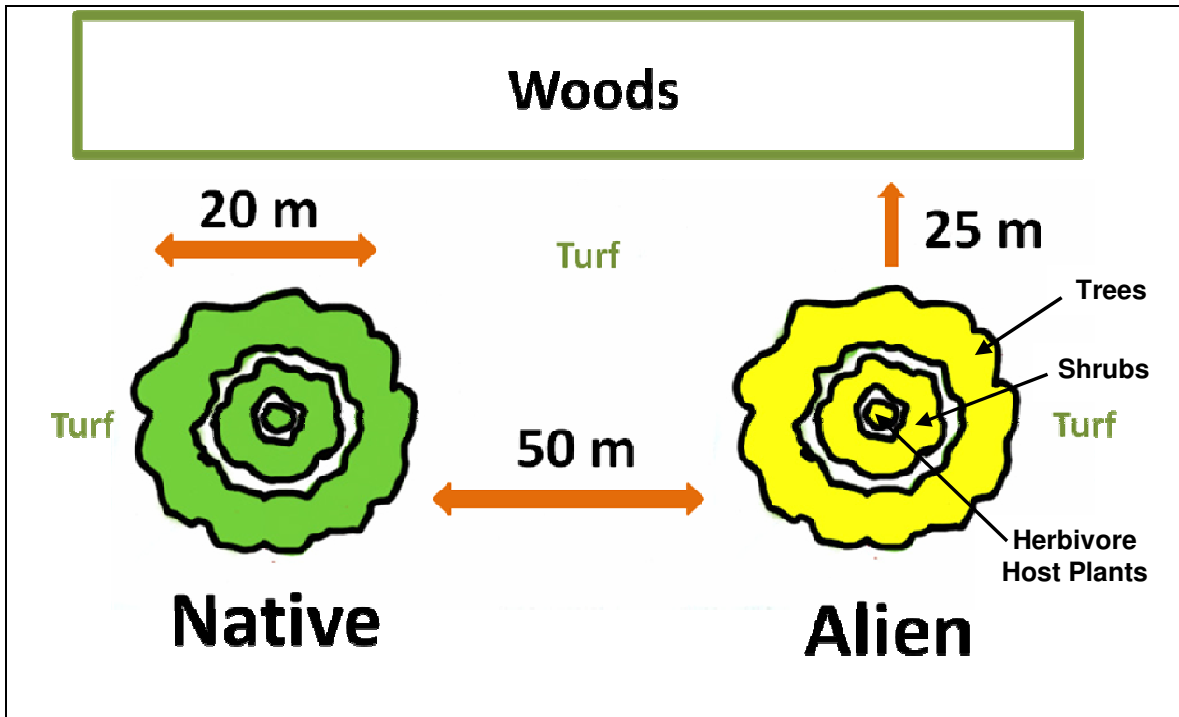 Woods
20 m
Turf
25 m
Trees
Shrubs
Turf
Turf
50 m
Herbivore
Host Plants
Native
Alien